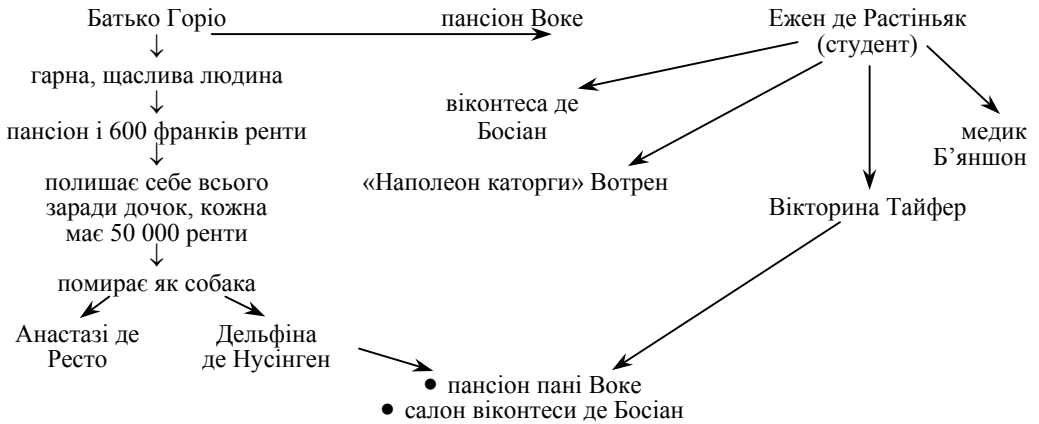 Батько Горіо
пансіон Воке
Ежен де Растіньяк
(студент)
гарна, щаслива людина
пансіон і 600 франків ренти
полишає себе всього
заради дочок, кожна
має 50 000 ренти
помирає як собака
Анастазі де
Ресто
Дельфіна
де Нусінген
віконтеса де
Босіан
«Наполеон каторги» Вотрен
медик
Б’яншон
Вікторина Тайфер
● пансіон пані Воке
● салон віконтеси де Босіан